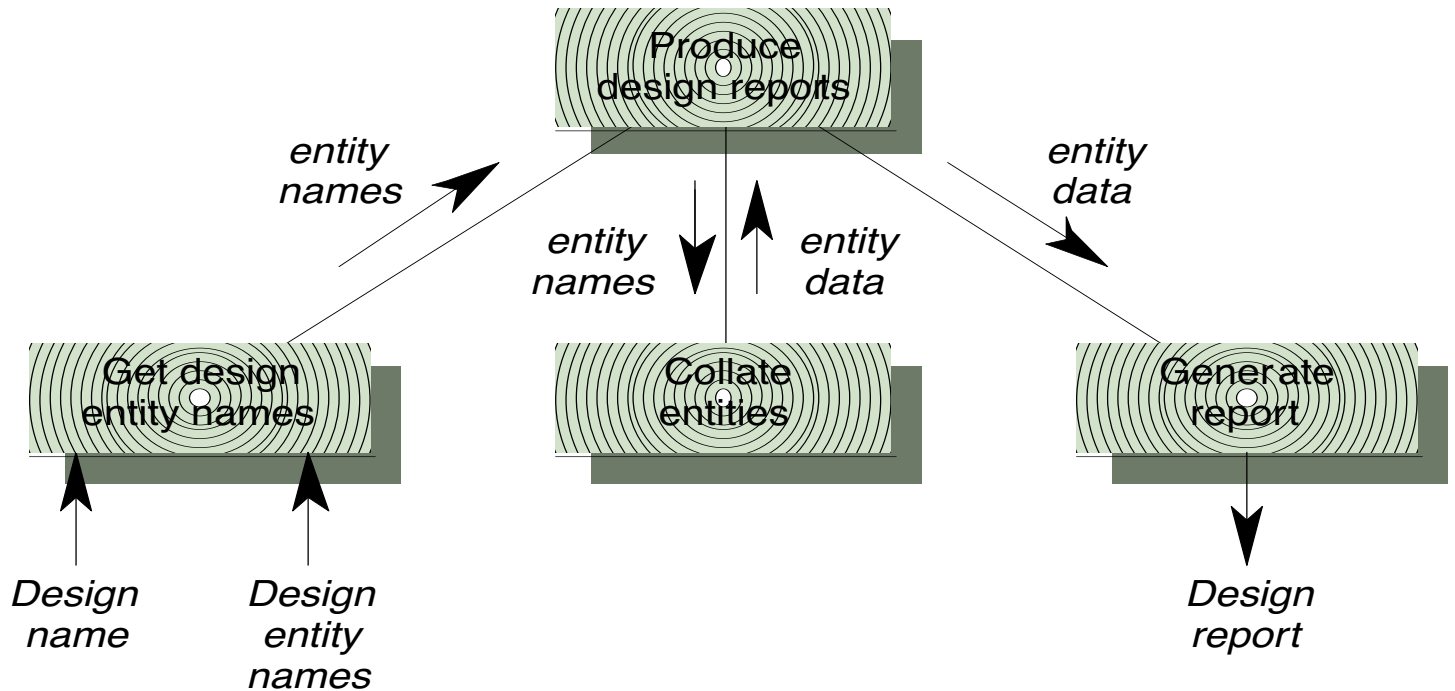 Produce
design reports
entity
names
entity
names
entity
data
entity
data
Get design
entity names
Collate
entities
Generate
report
Design
name
Design
entity
names
Design
report